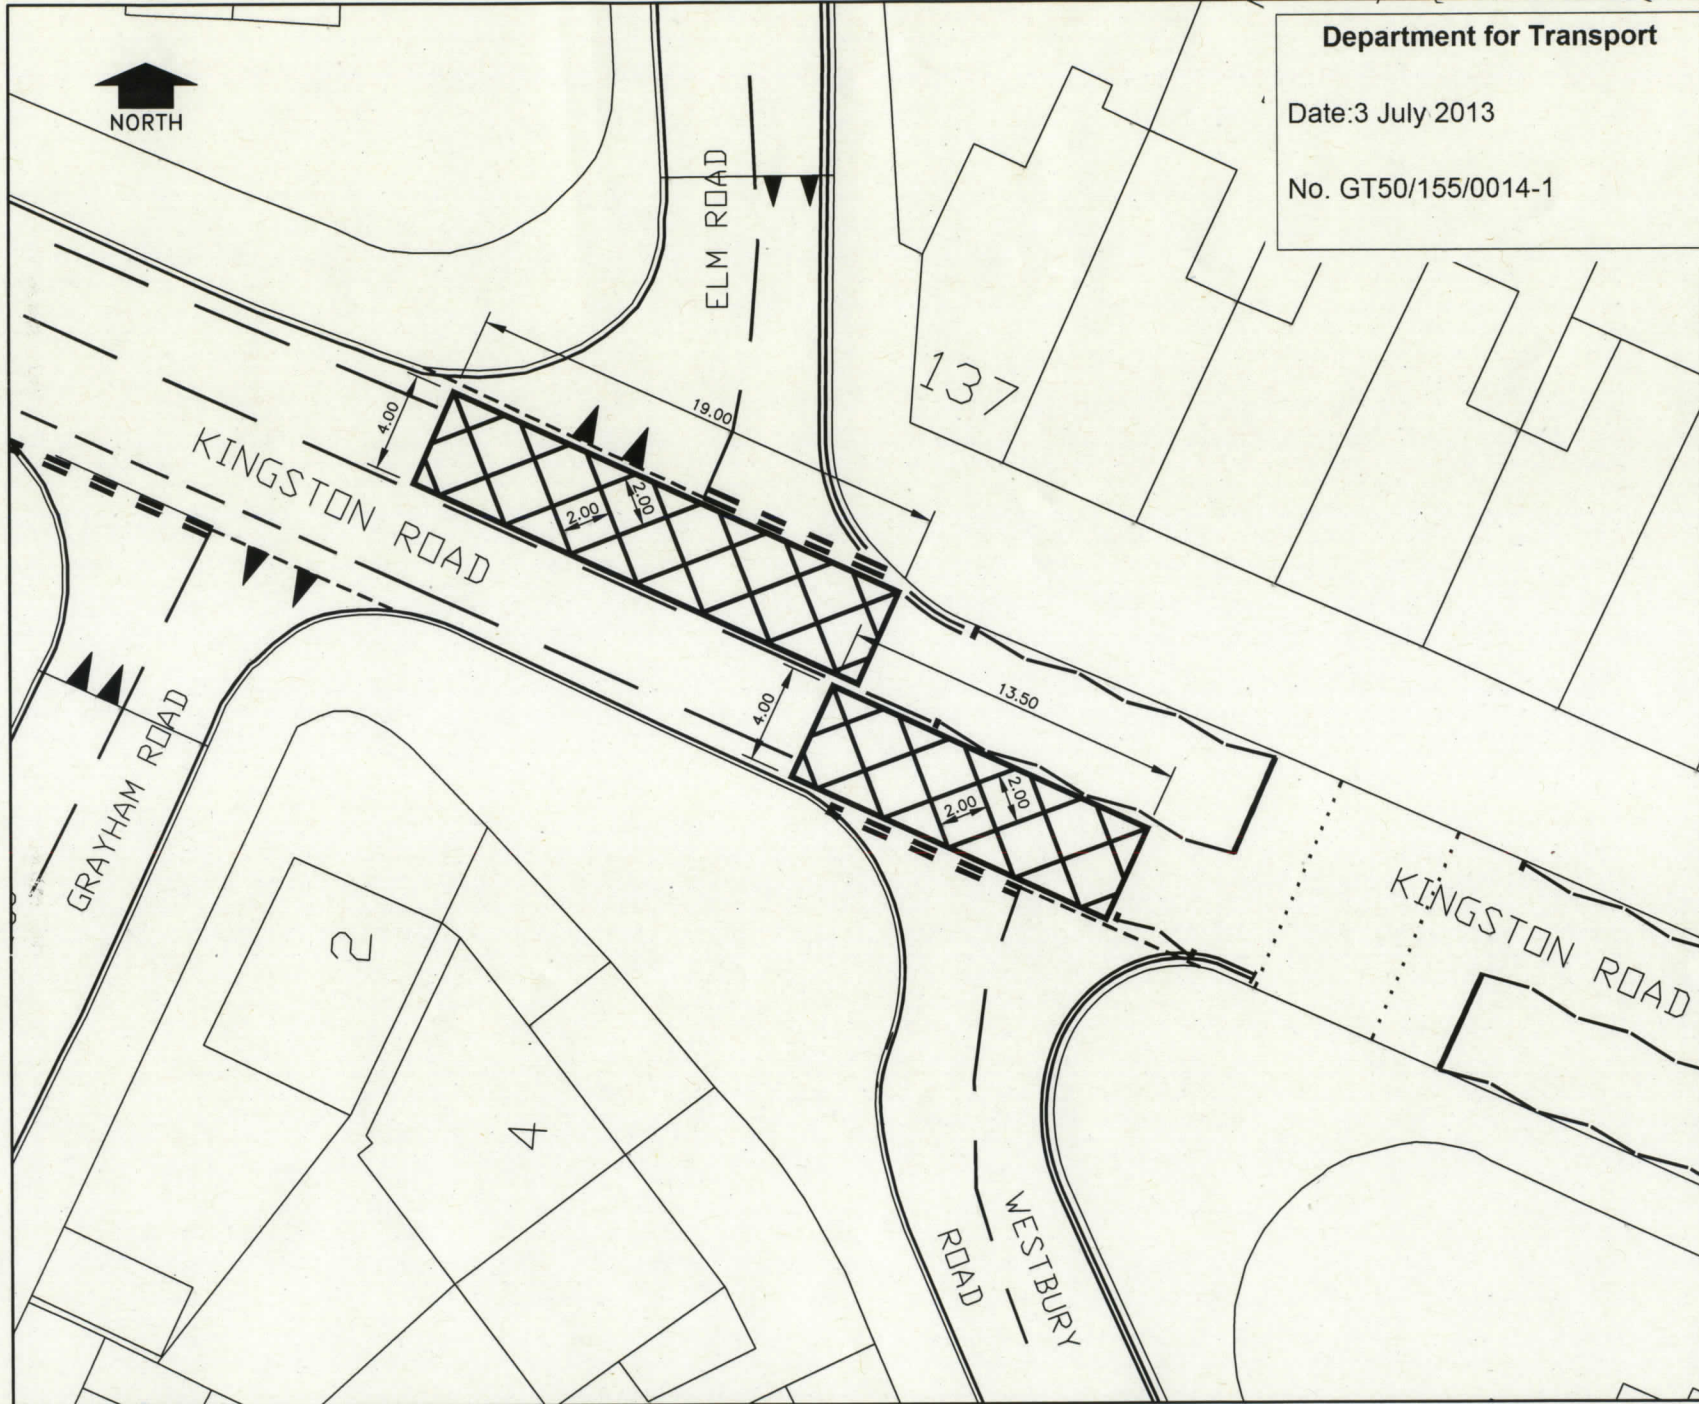 Department for Transport
Date:3 July 2013
No. GT50/155/0014-1
NORTH
ELM ROAD
137
19.00
4.00
KINGSTON ROAD
2.00
2.00
13.50
4.00
2.00
2.00
GRAYHAM ROAD
KINGSTON ROAD
2
4
WESTBURY
ROAD